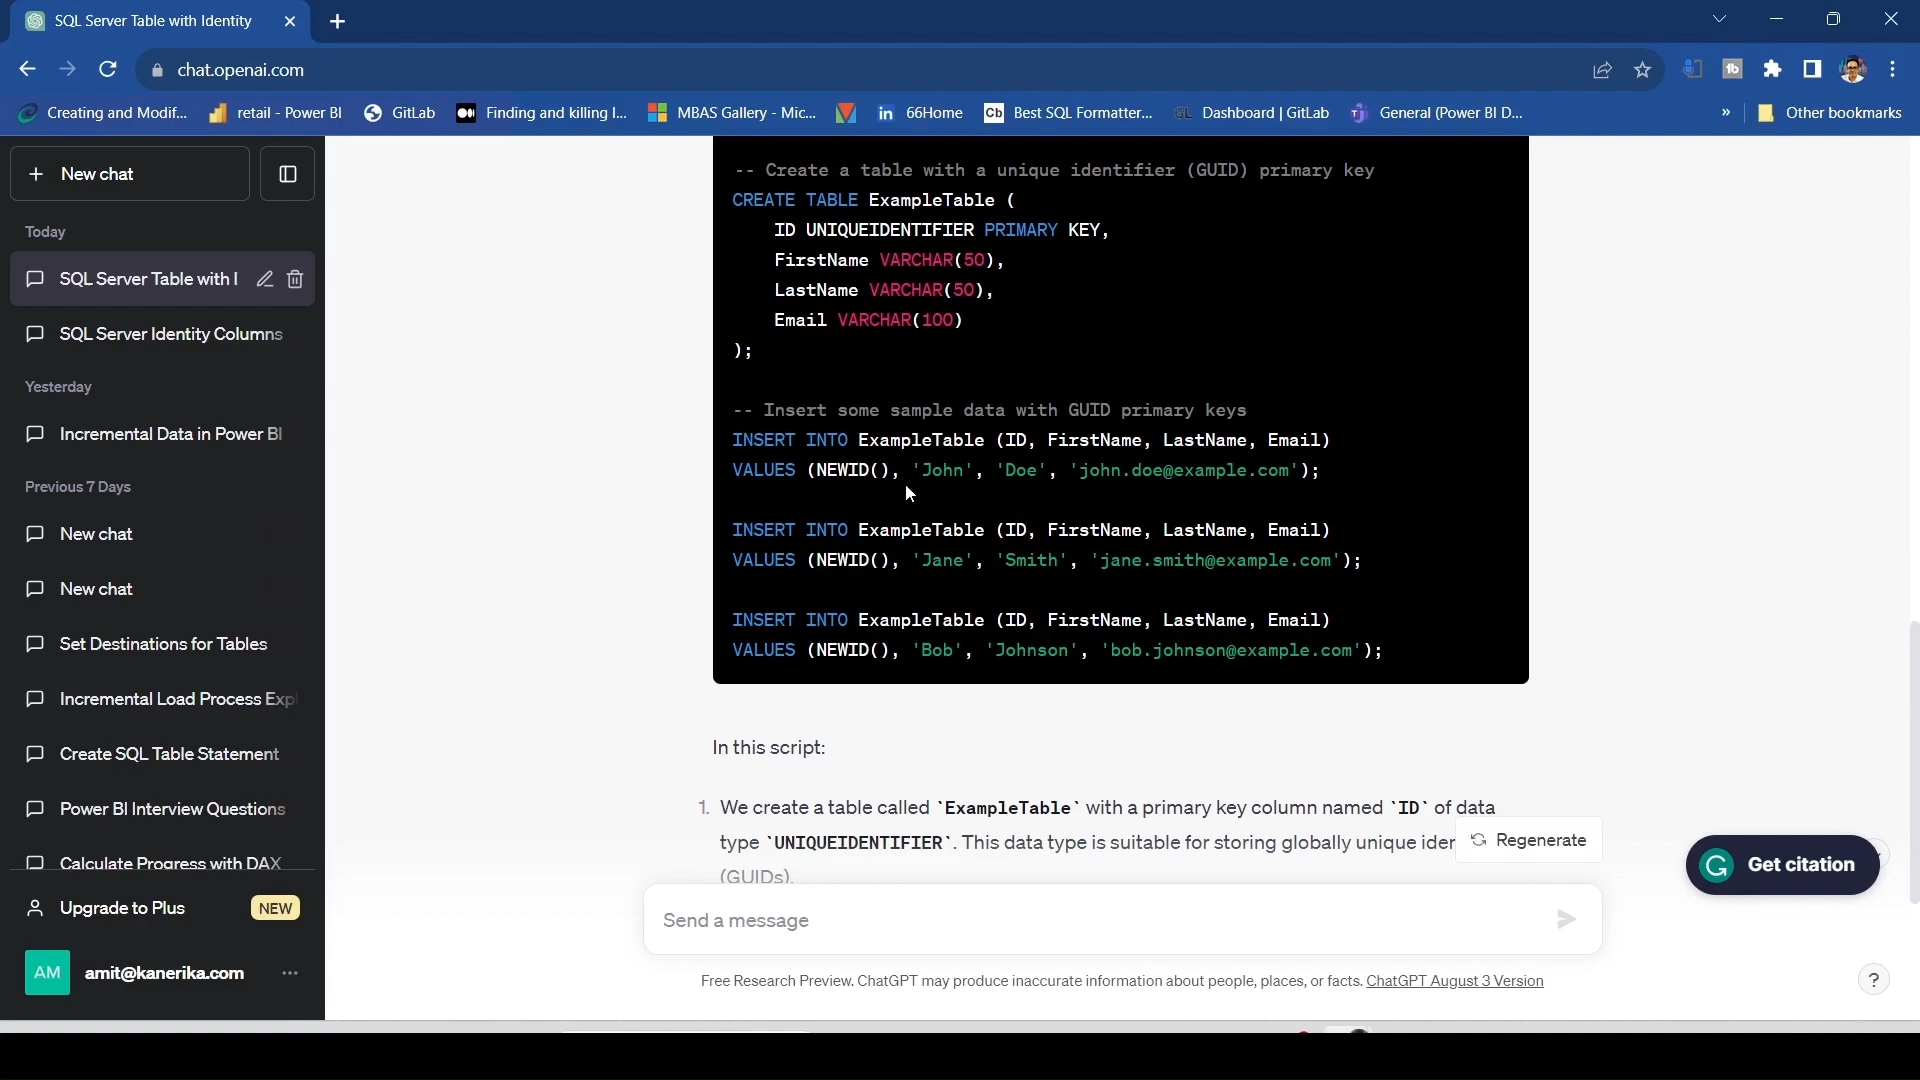 SQL Server Table with Identity
chat.openai.com
Creating and Modif...
retail - Power BI
GitLab
Finding and killing I...
MBAS Gallery - Mic...
in 66Home
Cb Best SQL Formatter...
GL Dashboard | GitLab
General (Power BI D...
»
Other bookmarks
+ New chat
Today
SQL Server Table with I
SQL Server Identity Columns
Yesterday
Incremental Data in Power BI
Previous 7 Days
New chat
New chat
Set Destinations for Tables
Incremental Load Process Expl
Create SQL Table Statement
Power BI Interview Questions
Calculate Progress with DAX
Upgrade to Plus
NEW
AM
amit@kanerika.com
...
-- Create a table with a unique identifier (GUID) primary key
CREATE TABLE ExampleTable (
ID UNIQUEIDENTIFIER PRIMARY KEY,
FirstName VARCHAR(50),
LastName VARCHAR(50),
Email VARCHAR(100)
);
-- Insert some sample data with GUID primary keys
INSERT INTO ExampleTable (ID, FirstName, LastName, Email)
VALUES (NEWID(), 'John', 'Doe', 'john.doe@example.com');
INSERT INTO ExampleTable (ID, FirstName, LastName, Email)
VALUES (NEWID(), 'Jane', 'Smith', 'jane.smith@example.com');
INSERT INTO ExampleTable (ID, FirstName, LastName, Email)
VALUES (NEWID(), 'Bob', 'Johnson', 'bob.johnson@example.com');
In this script:
1. We create a table called `ExampleTable` with a primary key column named `ID` of data
type `UNIQUEIDENTIFIER`. This data type is suitable for storing globally unique iden
(GUIDs).
Regenerate
Get citation
Send a message
Free Research Preview. ChatGPT may produce inaccurate information about people, places, or facts. ChatGPT August 3 Version
?